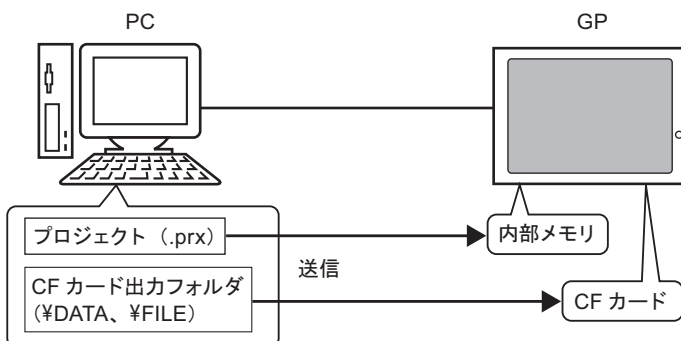 PC
GP
プロジェクト（.prx）
内部メモリ
送信
CF カード出力フォルダ
(¥DATA、¥FILE）
CF カード